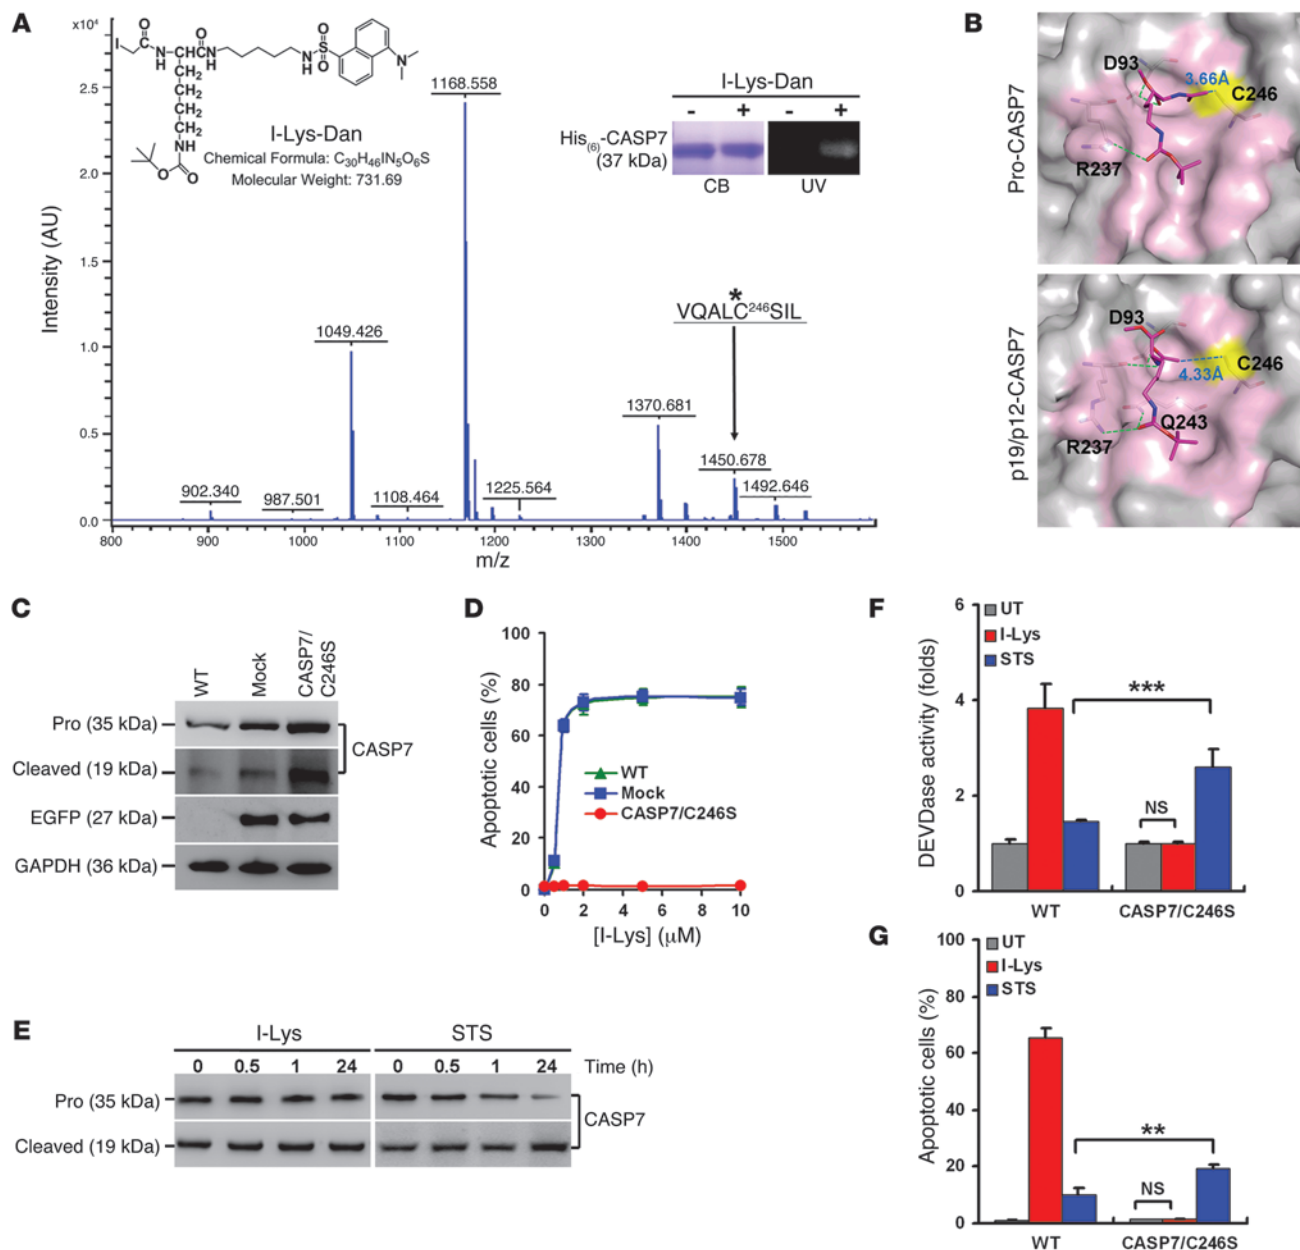 A
×10⁴
I-Lys-Dan
Chemical Formula: C₃₀H₄₆IN₅O₆S
Molecular Weight: 731.69
I
O
N
H
O
N
H
N
H
O
S
O
N
CH₂
CH₂
CH₂
CH₂
HN
O
O
I-Lys-Dan
- + - +
His₍₆₎-CASP7
(37 kDa)
CB UV
Intensity (AU)
2.5
2.0
1.5
1.0
0.5
0.0
902.340
987.501
1049.426
1108.464
1168.558
1225.564
1370.681
*
VQALC²⁴⁶SIL
1450.678
1492.646
800 900 1000 1100 1200 1300 1400 1500
m/z
B
Pro-CASP7
D93
3.66Å
C246
R237
p19/p12-CASP7
D93
C246
4.33Å
Q243
R237
C
WT
Mock
CASP7/
C246S
Pro (35 kDa)
Cleaved (19 kDa)
CASP7
EGFP (27 kDa)
GAPDH (36 kDa)
D
Apoptotic cells (%)
100
80
60
40
20
0
WT
Mock
CASP7/C246S
0 2 4 6 8 10
[I-Lys] (μM)
E
I-Lys STS
0 0.5 1 24 0 0.5 1 24 Time (h)
Pro (35 kDa)
Cleaved (19 kDa)
CASP7
F
DEVDase activity (folds)
6
4
2
0
UT
I-Lys
STS
***
NS
WT CASP7/C246S
G
Apoptotic cells (%)
100
80
60
40
20
0
UT
I-Lys
STS
**
NS
WT CASP7/C246S